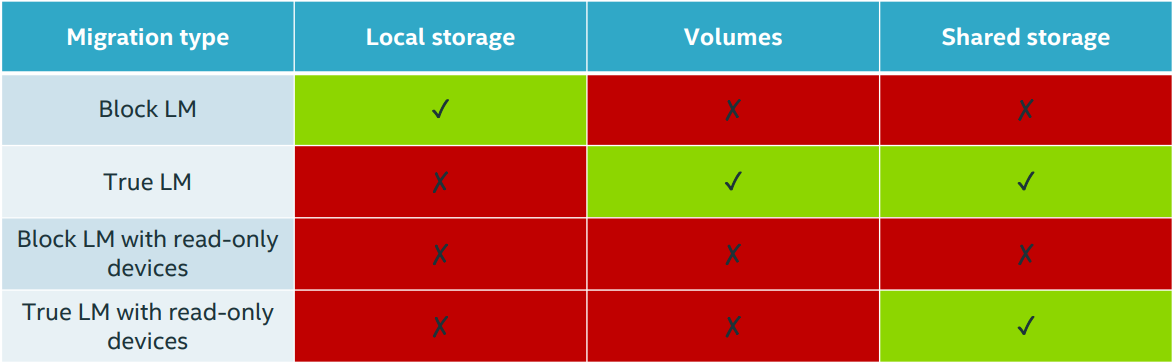 Migration type Local storage Volumes Shared storage
Block LM ✓ ✗ ✗
True LM ✗ ✓ ✓
Block LM with read-only
devices ✗ ✗ ✗
True LM with read-only
devices ✗ ✗ ✓